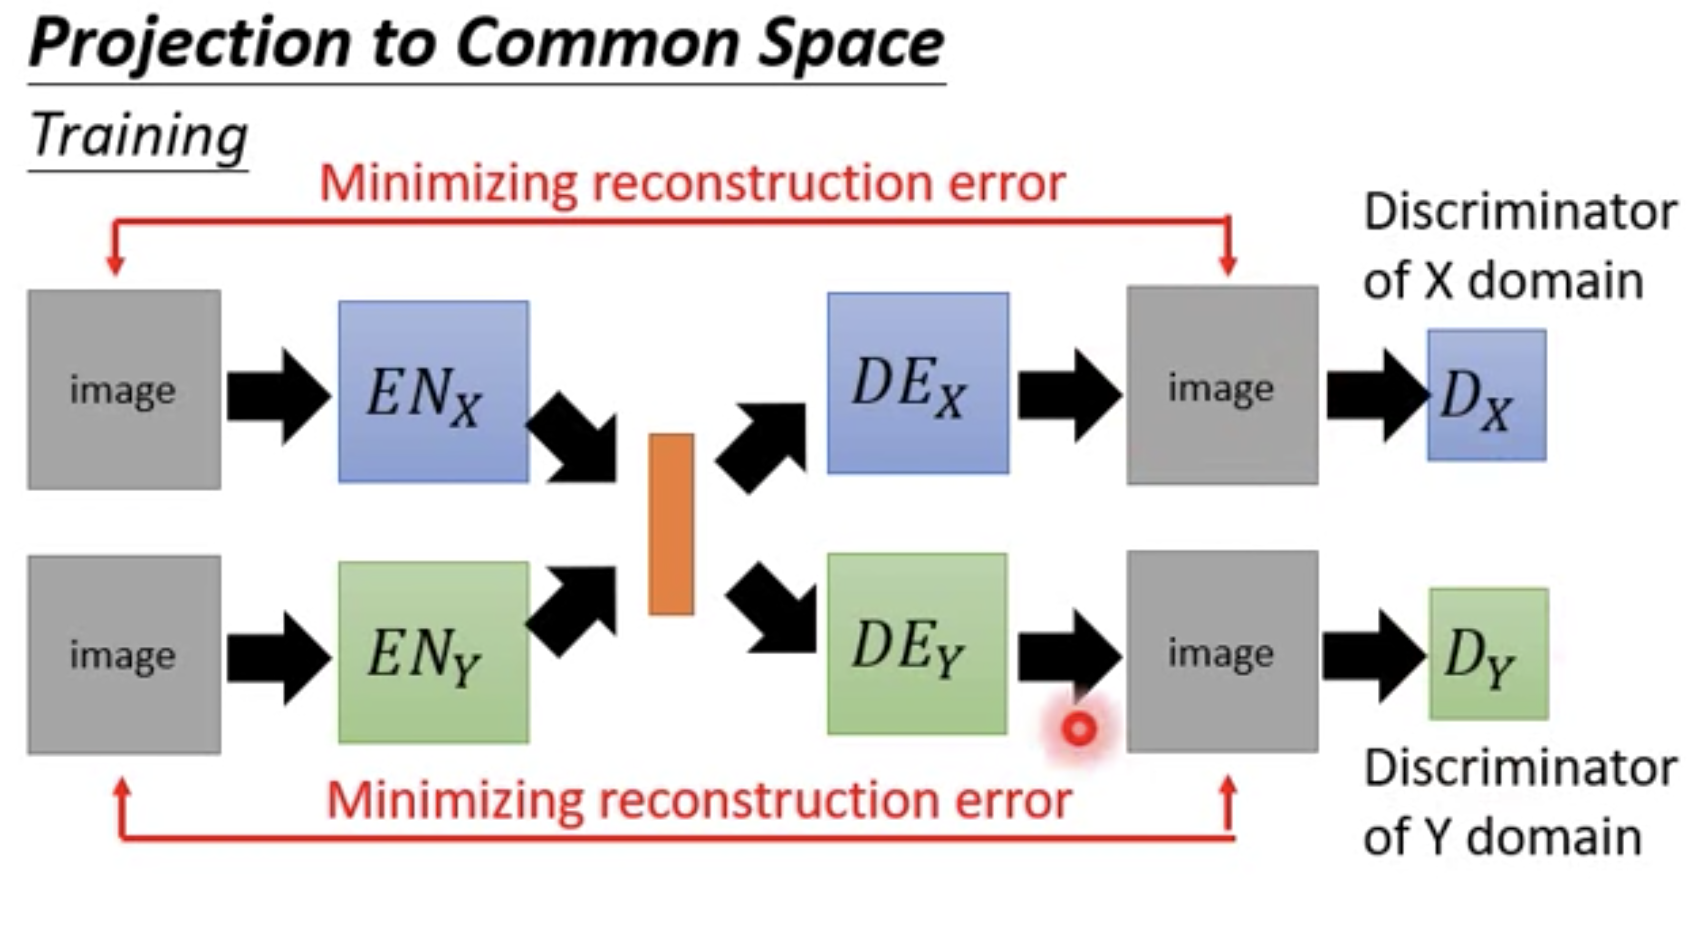 Projection to Common Space
Training
Minimizing reconstruction error
Discriminator
of X domain
image
EN_X
DE_X
image
D_X
image
EN_Y
DE_Y
image
D_Y
Minimizing reconstruction error
Discriminator
of Y domain